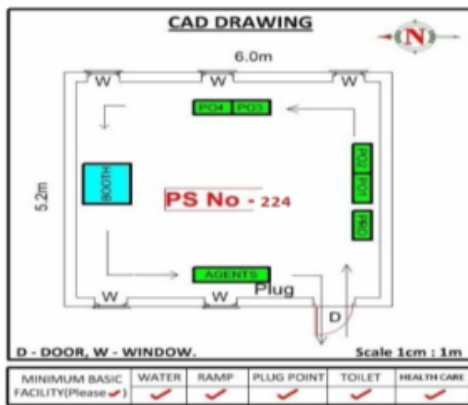 CAD DRAWING
N
6.0m
W W W
PO4 PO3
5.2m
BOOTH
PO2
PO1
PS No - 224
PRO
AGENTS
Plug
W W
D
D - DOOR, W - WINDOW. Scale 1cm : 1m
MINIMUM BASIC FACILITY(Please ✓) WATER RAMP PLUG POINT TOILET HEALTH CARE
✓ ✓ ✓ ✓ ✓